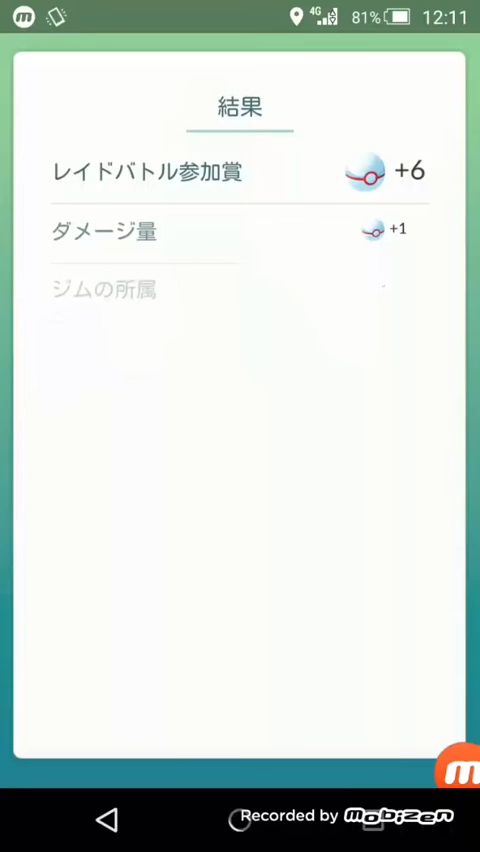 4G 81% 12:11
結果
レイドバトル参加賞 +6
ダメージ量 +1
ジムの所属
Recorded by mobizen